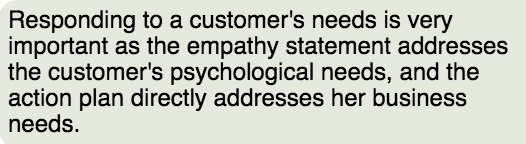 Responding to a customer's needs is very
important as the empathy statement addresses
the customer's psychological needs, and the
action plan directly addresses her business
needs.